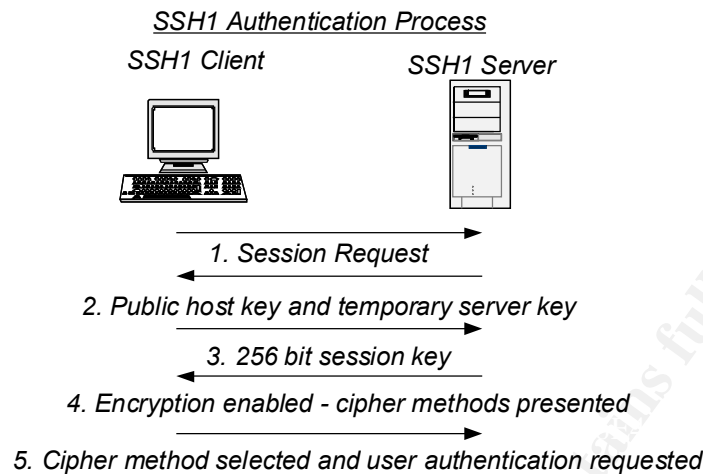 SSH1 Authentication Process
SSH1 Client
SSH1 Server
1. Session Request
2. Public host key and temporary server key
3. 256 bit session key
4. Encryption enabled - cipher methods presented
5. Cipher method selected and user authentication requested